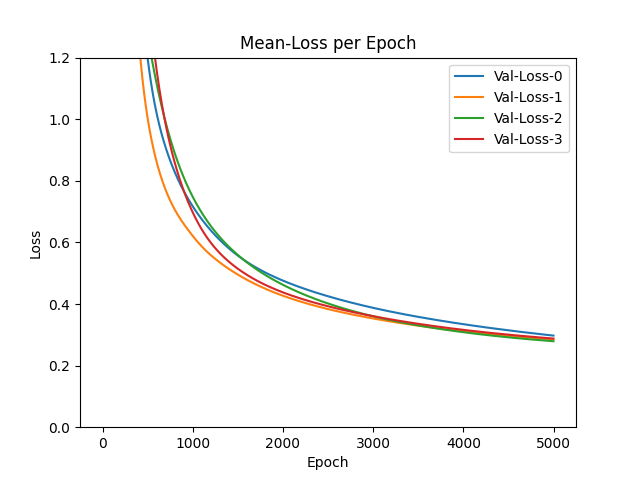 Mean-Loss per Epoch
Val-Loss-0
Val-Loss-1
Val-Loss-2
Val-Loss-3
Loss
1.2
1.0
0.8
0.6
0.4
0.2
0.0
0 1000 2000 3000 4000 5000
Epoch